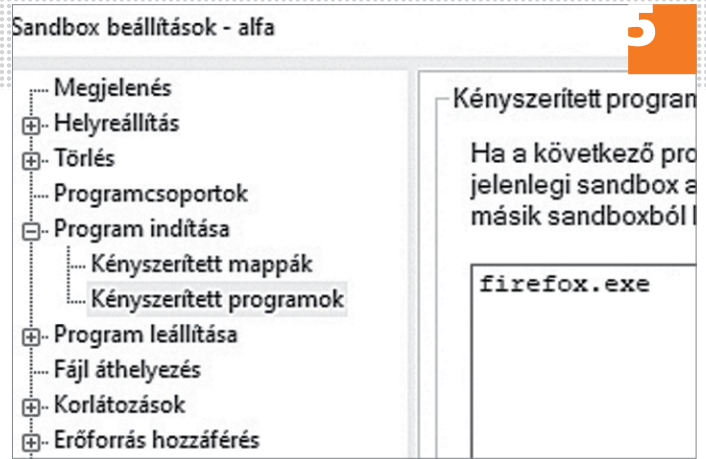 Sandbox beállítások - alfa
5
Megjelenés
Helyreállítás
Törlés
Programcsoportok
Program indítása
Kényszerített mappák
Kényszerített programok
Program leállítása
Fájl áthelyezés
Korlátozások
Erőforrás hozzáférés
Kényszerített program
Ha a következő pro
jelenlegi sandbox a
másik sandboxból
firefox.exe